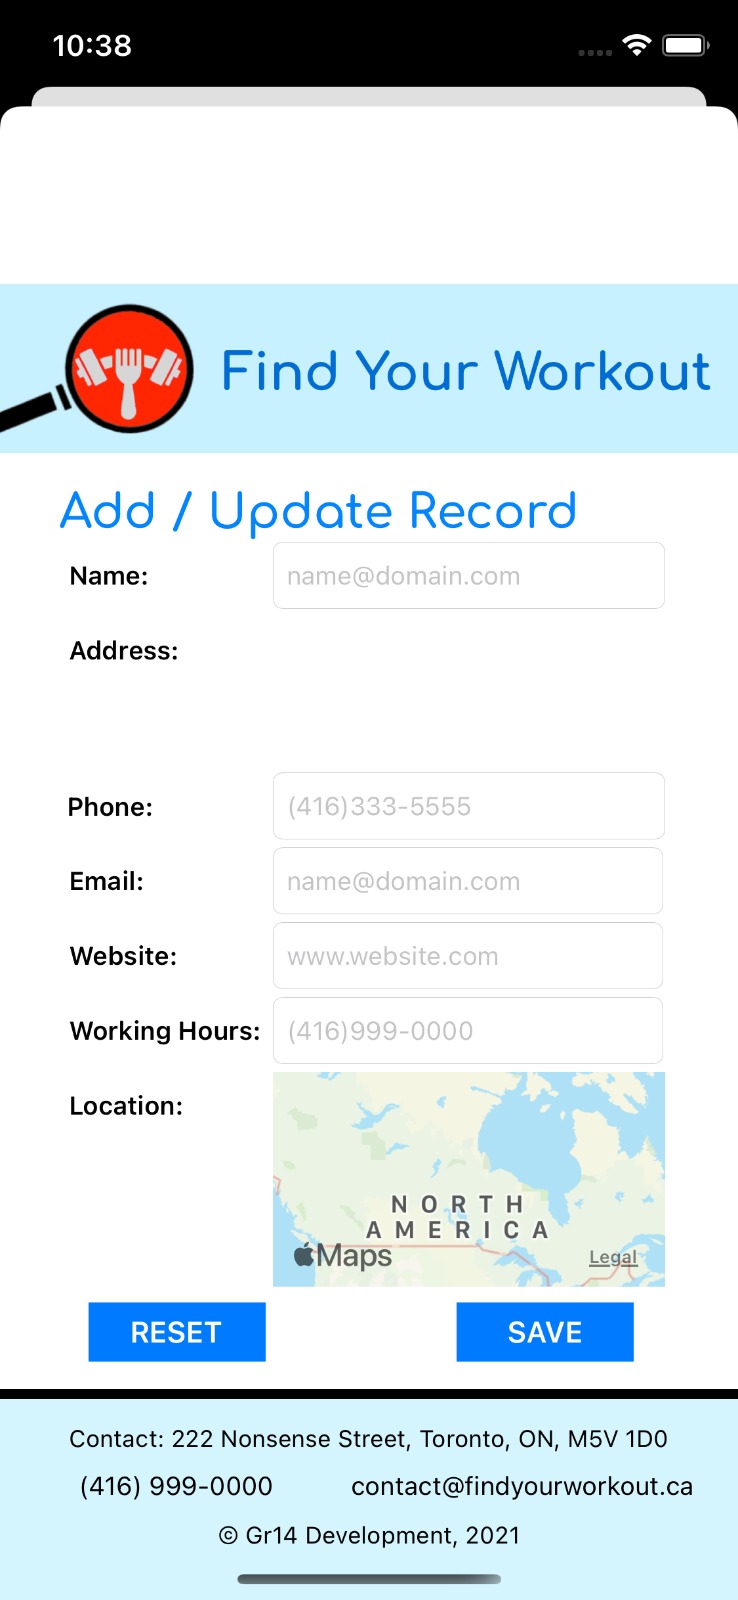 10:38
Find Your Workout
Add / Update Record
Name: name@domain.com
Address:
Phone: (416)333-5555
Email: name@domain.com
Website: www.website.com
Working Hours: (416)999-0000
Location:
NORTH
AMERICA
Maps Legal
RESET SAVE
Contact: 222 Nonsense Street, Toronto, ON, M5V 1D0
(416) 999-0000 contact@findyourworkout.ca
© Gr14 Development, 2021